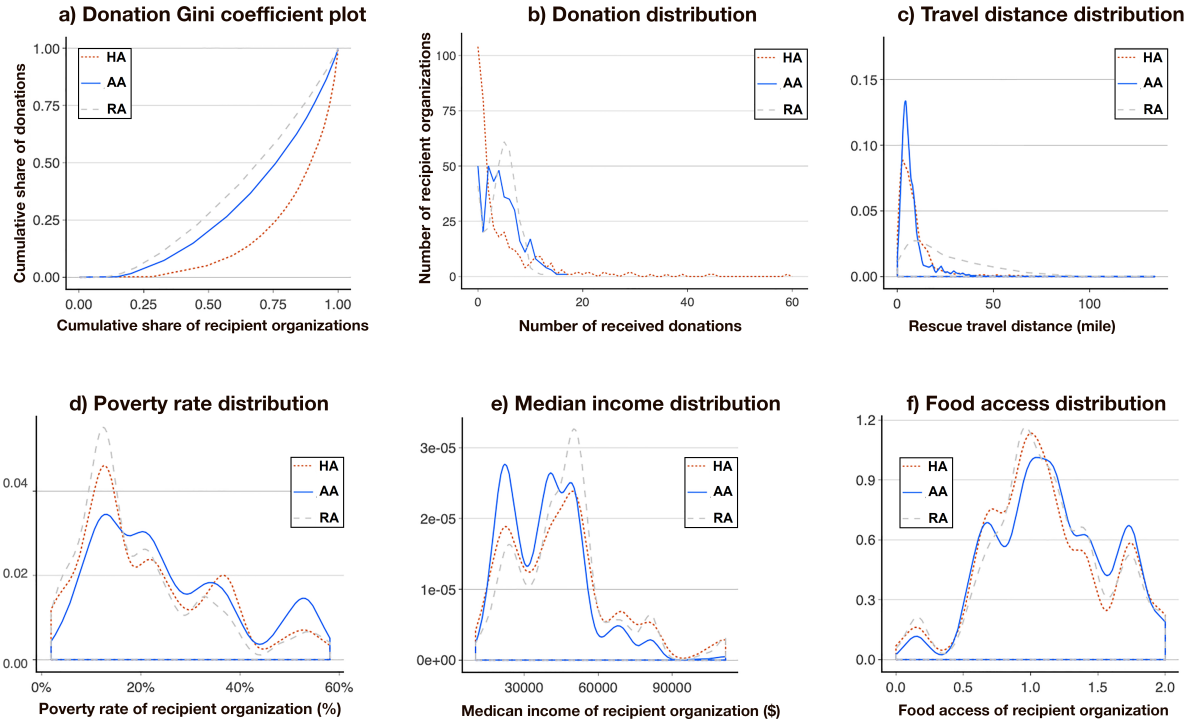 a) Donation Gini coefficient plot
Cumulative share of donations
1.00
0.75
0.50
0.25
0.00
HA
AA
RA
0.00 0.25 0.50 0.75 1.00
Cumulative share of recipient organizations
b) Donation distribution
Number of recipient organizations
100
75
50
25
0
HA
AA
RA
0 20 40 60
Number of received donations
c) Travel distance distribution
0.15
0.10
0.05
0.00
HA
AA
RA
0 50 100
Rescue travel distance (mile)
d) Poverty rate distribution
0.04
0.02
0.00
HA
AA
RA
0% 20% 40% 60%
Poverty rate of recipient organization (%)
e) Median income distribution
3e-05
2e-05
1e-05
0e+00
HA
AA
RA
30000 60000 90000
Medican income of recipient organization ($)
f) Food access distribution
1.2
0.9
0.6
0.3
0.0
HA
AA
RA
0.0 0.5 1.0 1.5 2.0
Food access of recipient organization